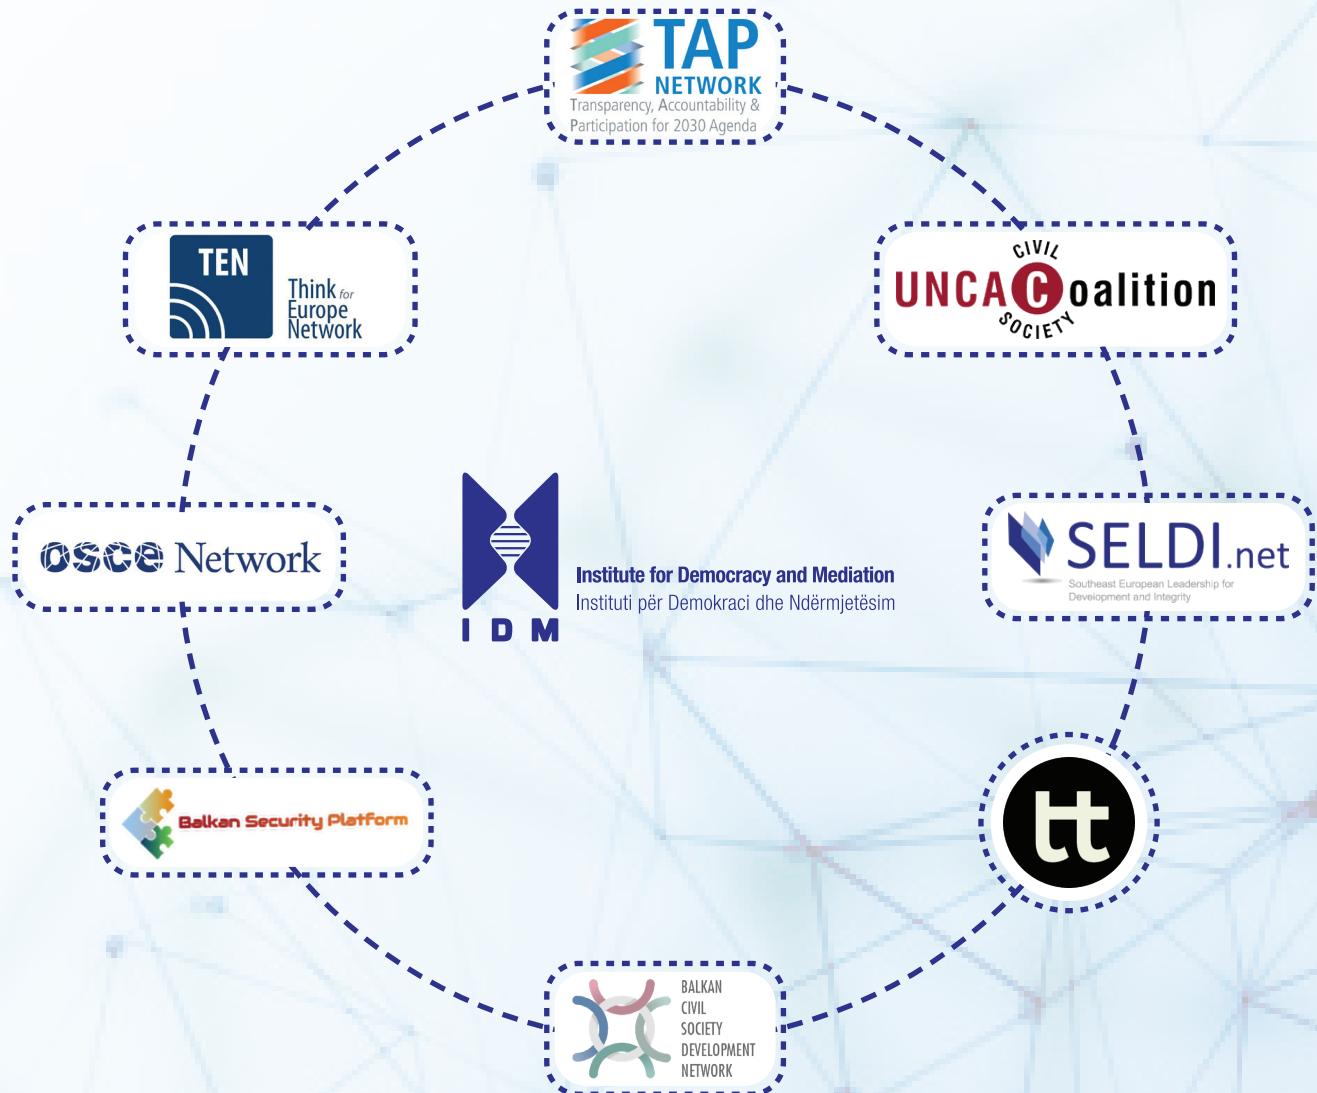 TAP
NETWORK
Transparency, Accountability &
Participation for 2030 Agenda
TEN
Think for
Europe
Network
CIVIL
UNCA C oalition
SOCIETY
osce Network
SELDI.net
Southeast European Leadership for
Development and Integrity
Institute for Democracy and Mediation
Instituti për Demokraci dhe Ndërmjetësim
I D M
Balkan Security Platform
tt
BALKAN
CIVIL
SOCIETY
DEVELOPMENT
NETWORK